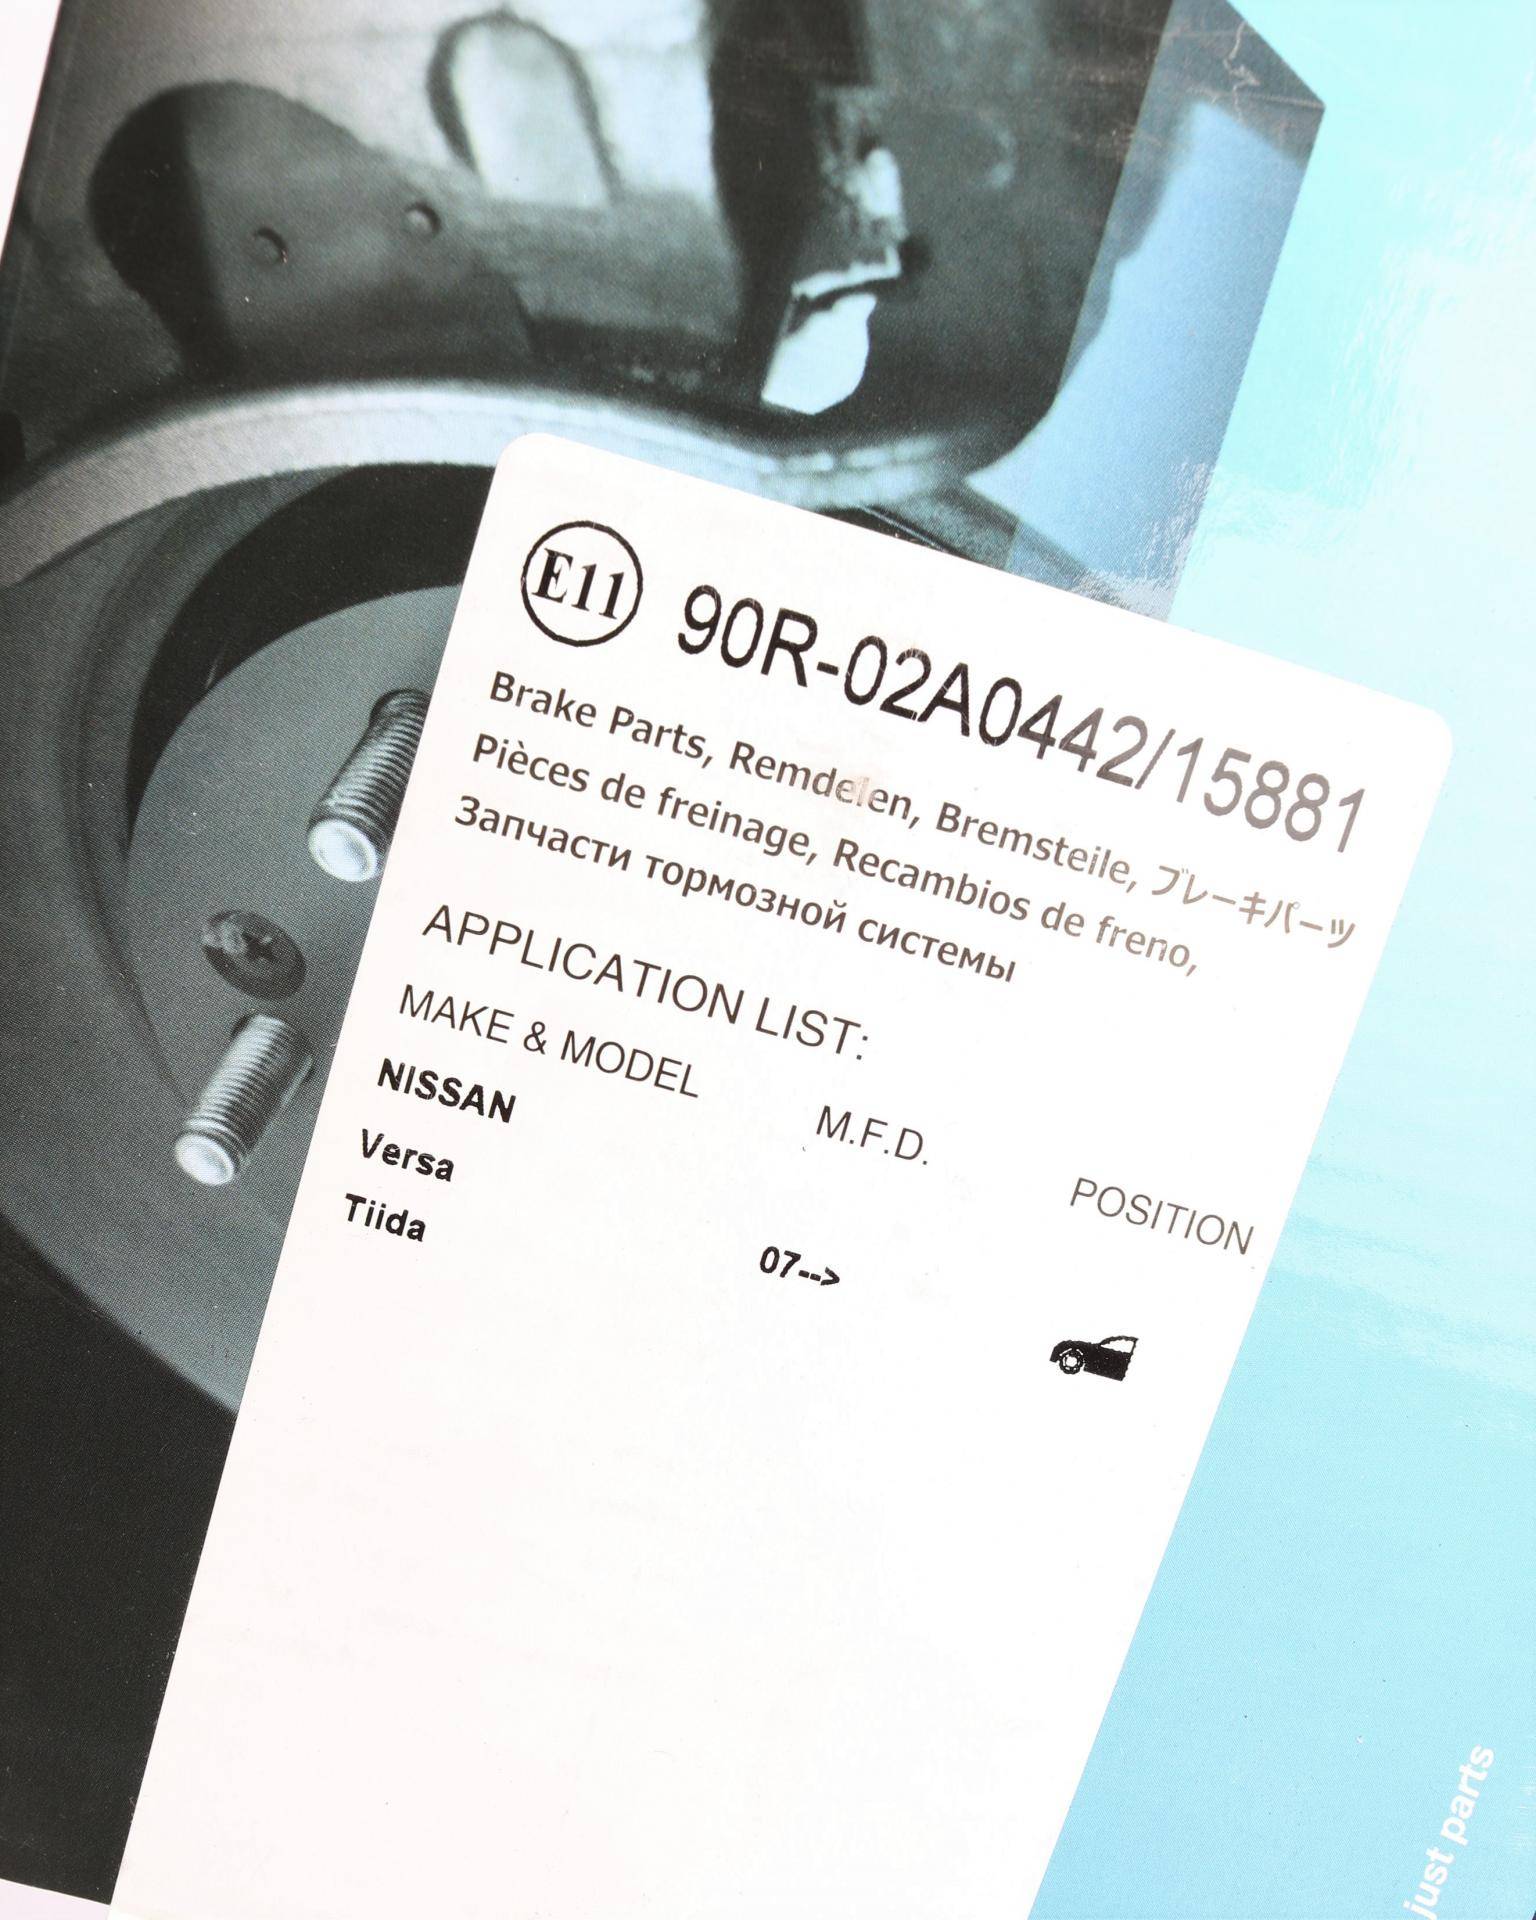 E11 90R-02A0442/15881
Brake Parts, Remdelen, Bremsteile, ブレーキパーツ
Pièces de freinage, Recambios de freno,
Запчасти тормозной системы
APPLICATION LIST:
MAKE & MODEL M.F.D. POSITION
NISSAN
Versa 07-->
Tiida
just parts